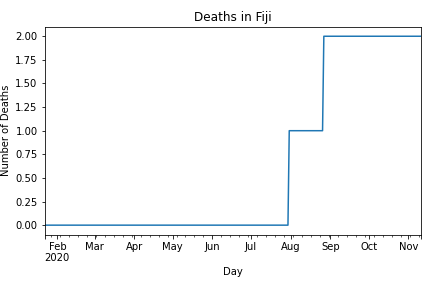 Deaths in Fiji
2.00
1.75
1.50
1.25
1.00
0.75
0.50
0.25
0.00
Number of Deaths
Feb Mar Apr May Jun Jul Aug Sep Oct Nov
2020
Day